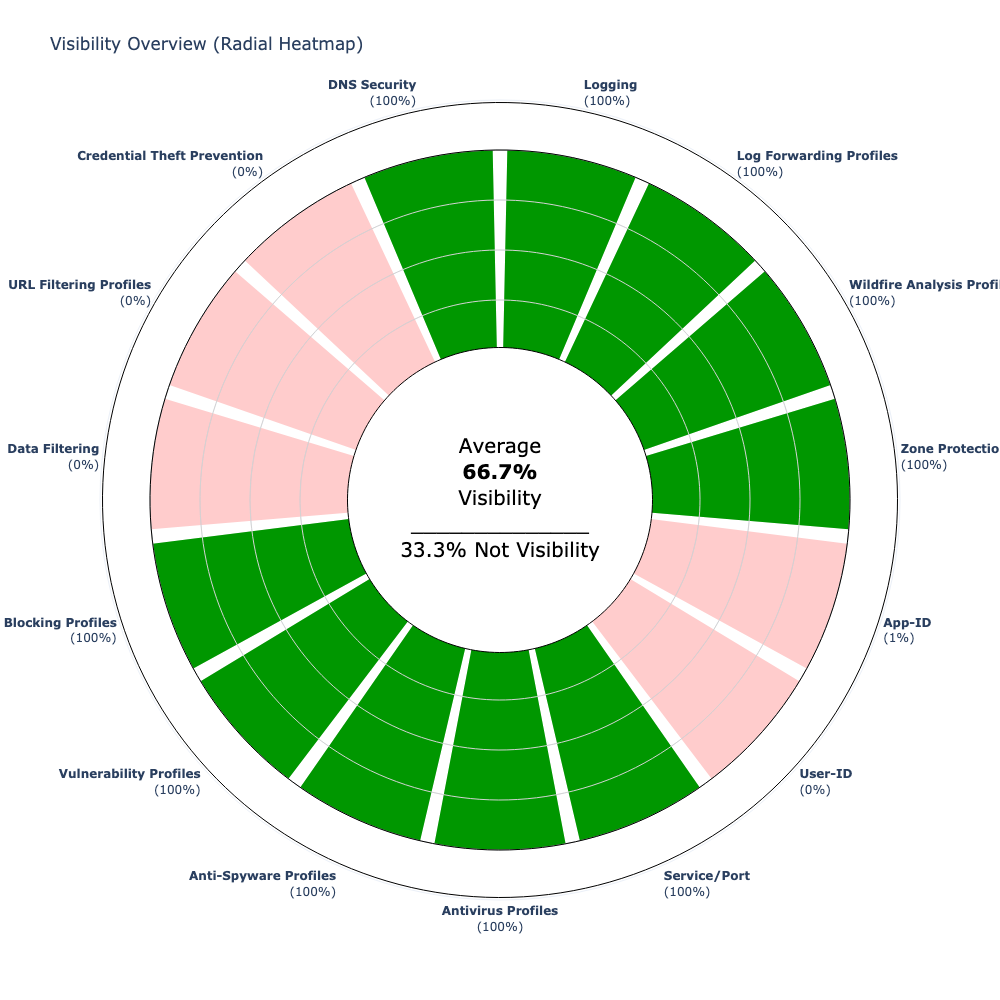 Visibility Overview (Radial Heatmap)
DNS Security
(100%)
Logging
(100%)
Credential Theft Prevention
(0%)
Log Forwarding Profiles
(100%)
URL Filtering Profiles
(0%)
Wildfire Analysis Profi
(100%)
Data Filtering
(0%)
Zone Protectio
(100%)
Average
66.7%
Visibility
33.3% Not Visibility
Blocking Profiles
(100%)
App-ID
(1%)
Vulnerability Profiles
(100%)
User-ID
(0%)
Anti-Spyware Profiles
(100%)
Service/Port
(100%)
Antivirus Profiles
(100%)